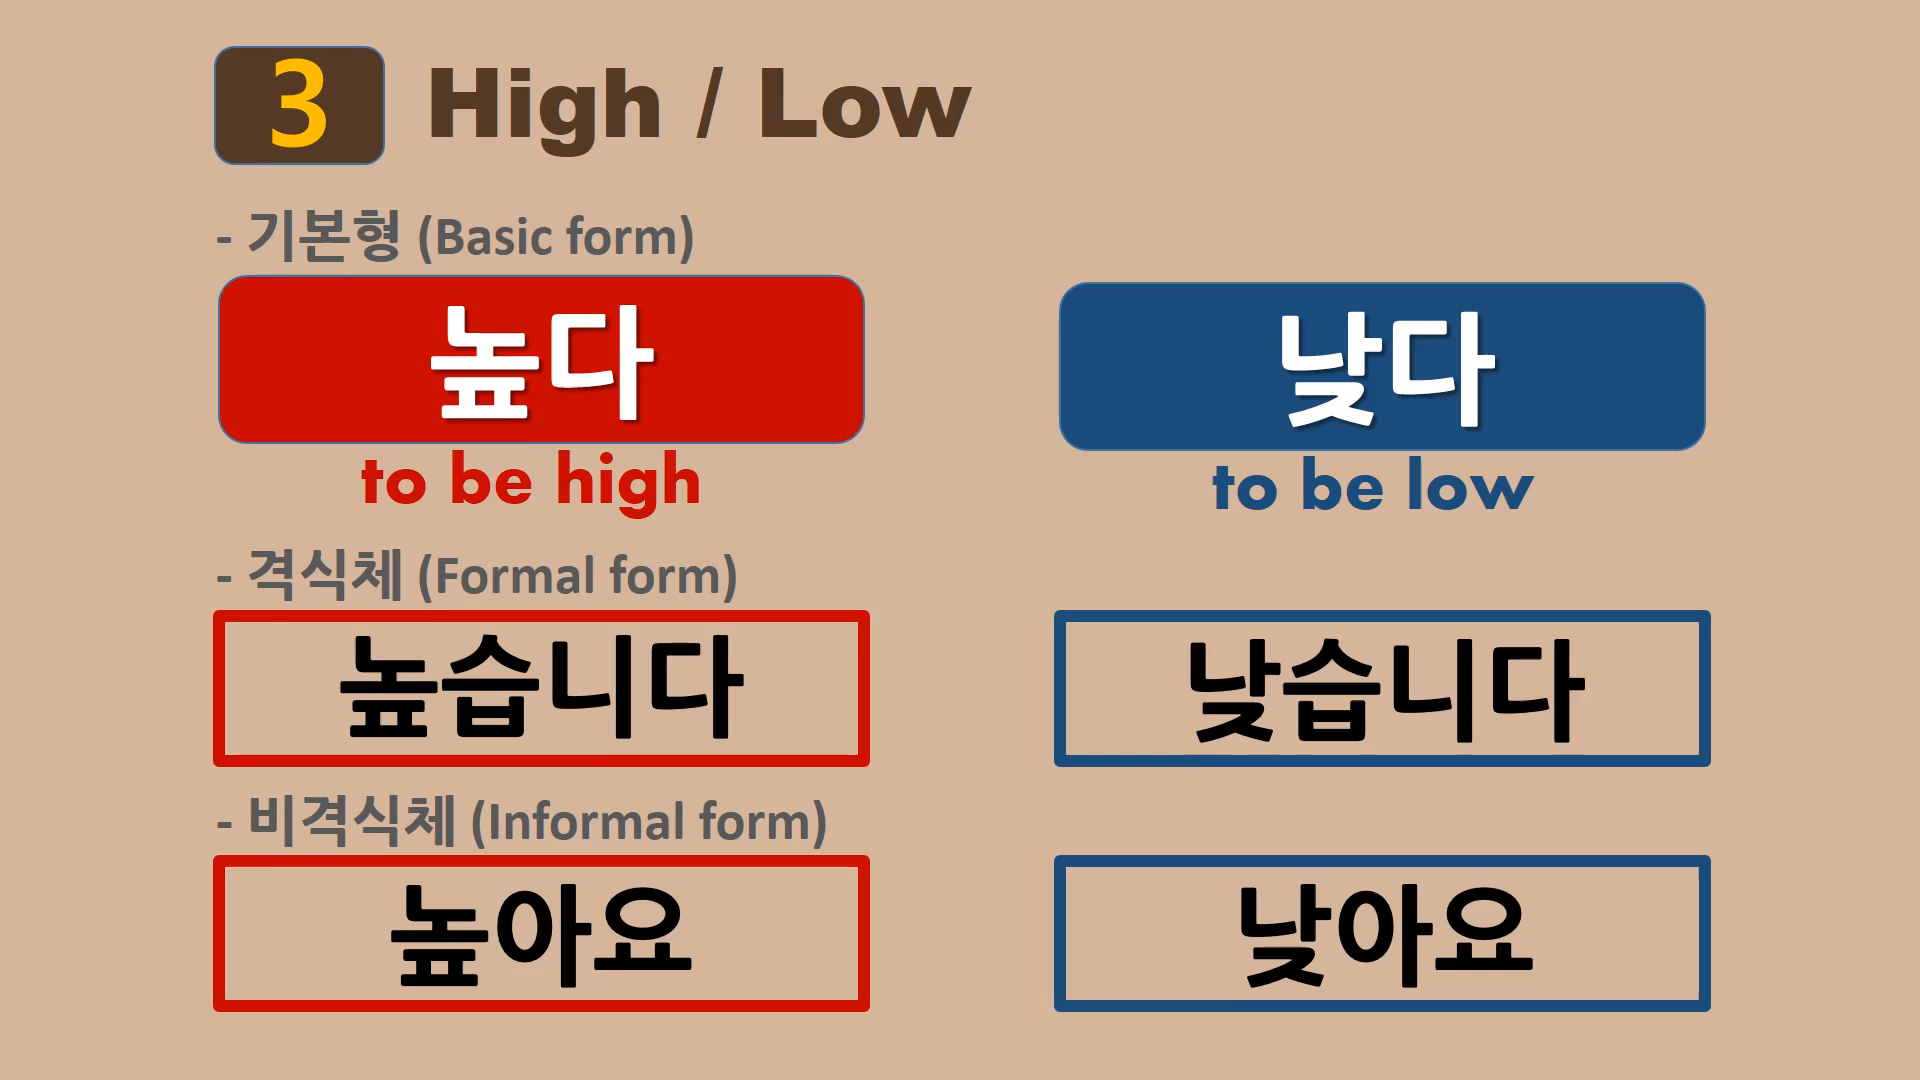 3 High / Low
- 기본형 (Basic form)
높다 낮다
to be high to be low
- 격식체 (Formal form)
높습니다 낮습니다
- 비격식체 (Informal form)
높아요 낮아요